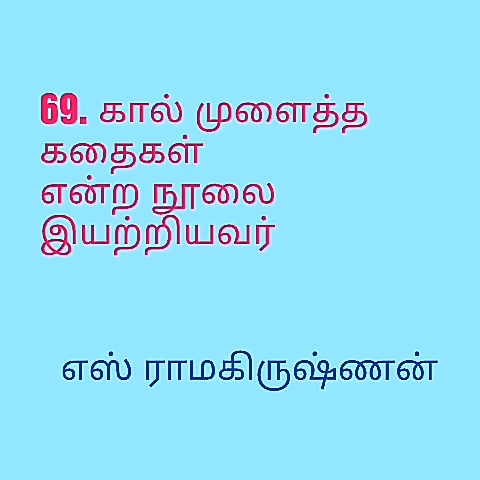 69. கால் முளைத்த
கதைகள்
என்ற நூலை
இயற்றியவர்
எஸ் ராமகிருஷ்ணன்